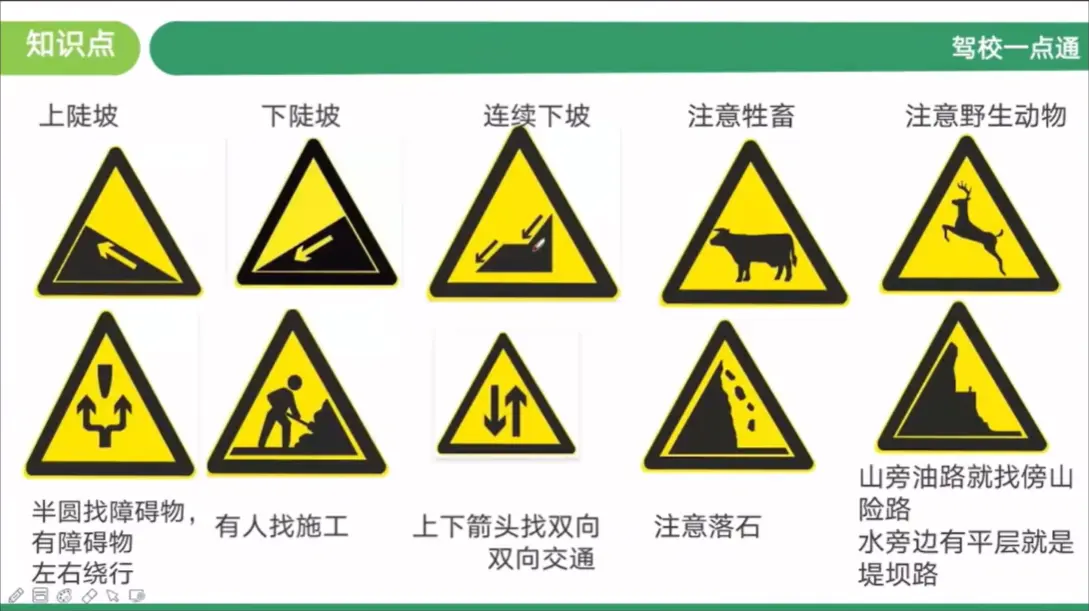 知识点
驾校一点通
上陡坡
下陡坡
连续下坡
注意牲畜
注意野生动物
半圆找障碍物，
有障碍物
左右绕行
有人找施工
上下箭头找双向
双向交通
注意落石
山旁油路就找傍山
险路
水旁边有平层就是
堤坝路